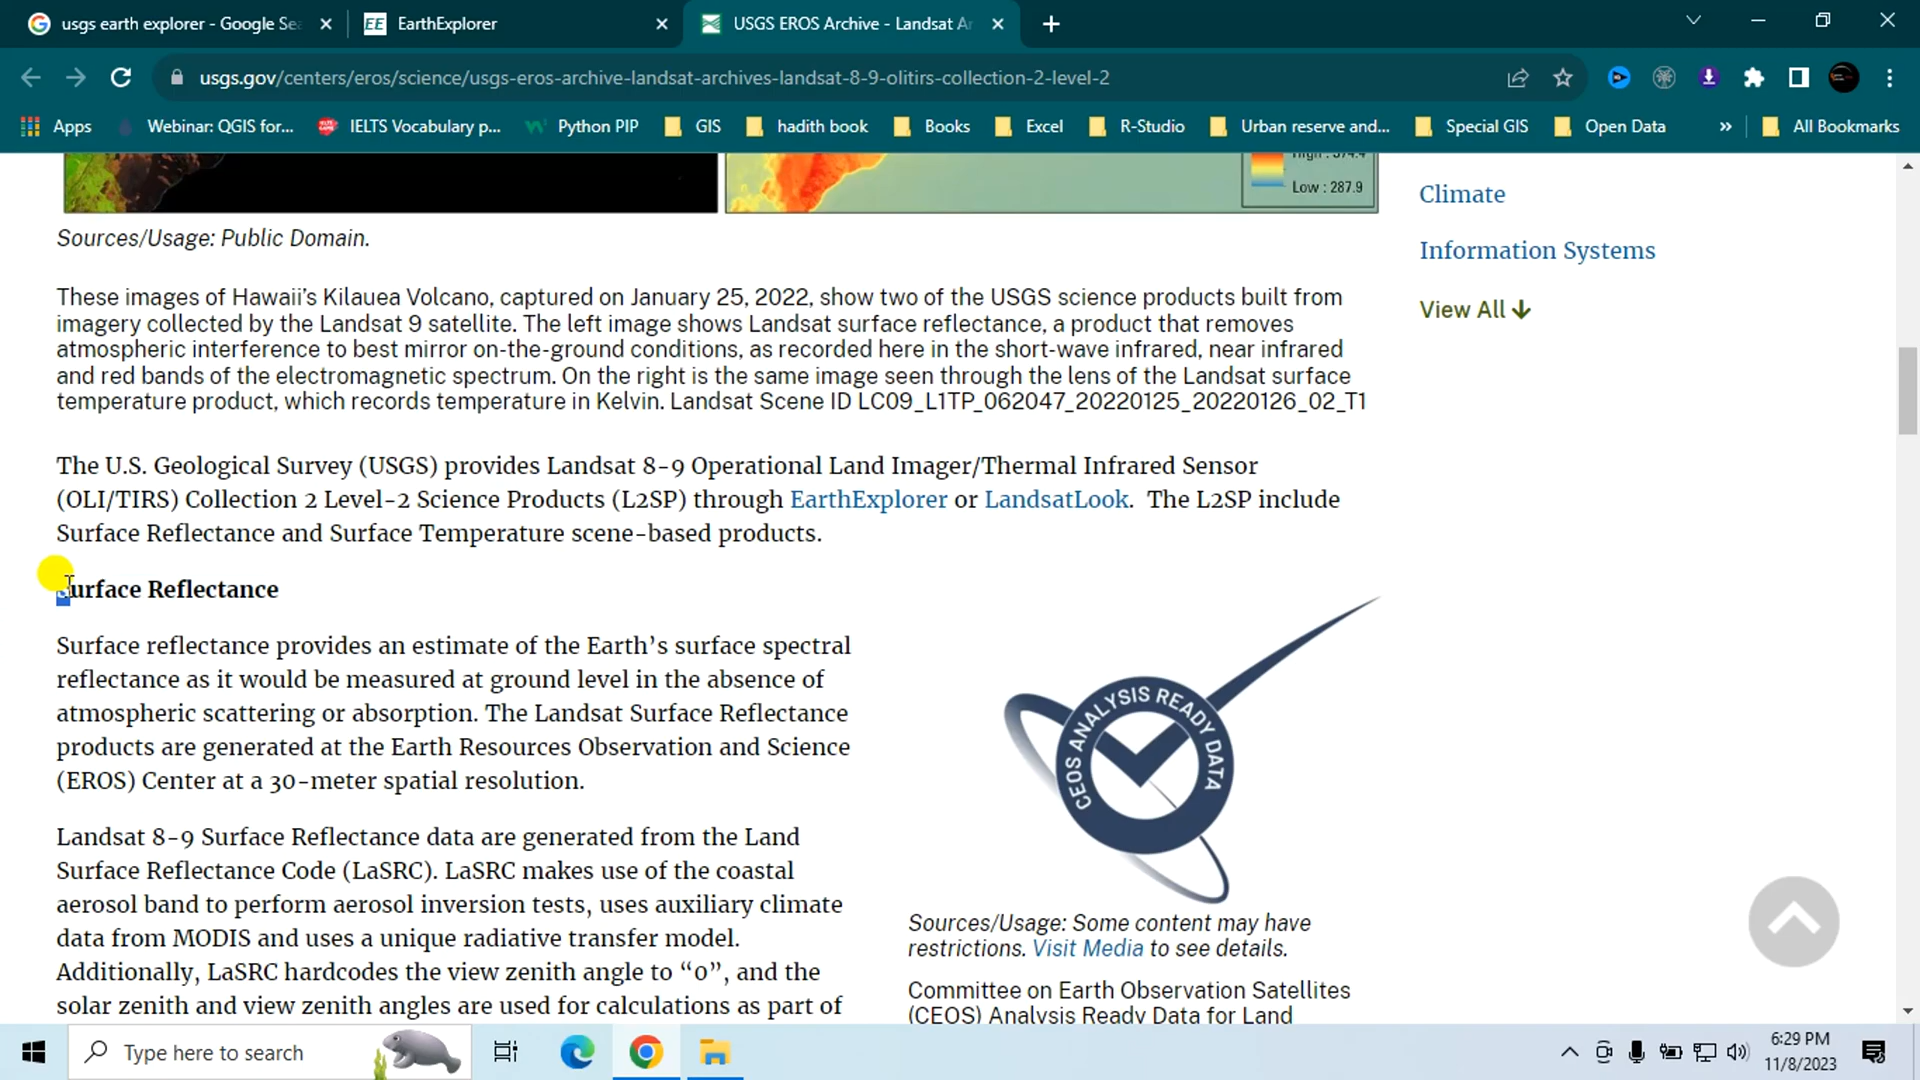 usgs earth explorer - Google Sea
EarthExplorer
USGS EROS Archive - Landsat Ar
usgs.gov/centers/eros/science/usgs-eros-archive-landsat-archives-landsat-8-9-olitirs-collection-2-level-2
Apps
Webinar: QGIS for...
IELTS Vocabulary p...
Python PIP
GIS
hadith book
Books
Excel
R-Studio
Urban reserve and...
Special GIS
Open Data
»
All Bookmarks
High : 374.4
Low : 287.9
Climate
Information Systems
View All
Sources/Usage: Public Domain.
These images of Hawaii’s Kilauea Volcano, captured on January 25, 2022, show two of the USGS science products built from
imagery collected by the Landsat 9 satellite. The left image shows Landsat surface reflectance, a product that removes
atmospheric interference to best mirror on-the-ground conditions, as recorded here in the short-wave infrared, near infrared
and red bands of the electromagnetic spectrum. On the right is the same image seen through the lens of the Landsat surface
temperature product, which records temperature in Kelvin. Landsat Scene ID LC09_L1TP_062047_20220125_20220126_02_T1
The U.S. Geological Survey (USGS) provides Landsat 8-9 Operational Land Imager/Thermal Infrared Sensor
(OLI/TIRS) Collection 2 Level-2 Science Products (L2SP) through EarthExplorer or LandsatLook.  The L2SP include
Surface Reflectance and Surface Temperature scene-based products.
Surface Reflectance
Surface reflectance provides an estimate of the Earth’s surface spectral
reflectance as it would be measured at ground level in the absence of
atmospheric scattering or absorption. The Landsat Surface Reflectance
products are generated at the Earth Resources Observation and Science
(EROS) Center at a 30-meter spatial resolution.
Landsat 8-9 Surface Reflectance data are generated from the Land
Surface Reflectance Code (LaSRC). LaSRC makes use of the coastal
aerosol band to perform aerosol inversion tests, uses auxiliary climate
data from MODIS and uses a unique radiative transfer model.
Additionally, LaSRC hardcodes the view zenith angle to “0”, and the
solar zenith and view zenith angles are used for calculations as part of
CEOS ANALYSIS READY DATA
Sources/Usage: Some content may have
restrictions. Visit Media to see details.
Committee on Earth Observation Satellites
(CEOS) Analysis Ready Data for Land
Type here to search
6:29 PM
11/8/2023